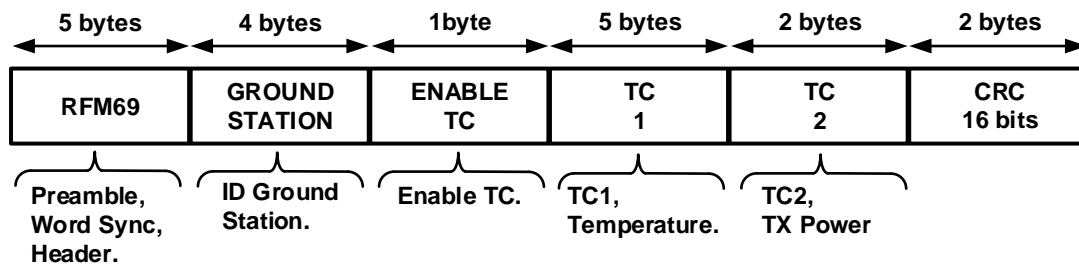 5 bytes 4 bytes 1byte 5 bytes 2 bytes 2 bytes
RFM69 GROUND STATION ENABLE TC TC 1 TC 2 CRC 16 bits
Preamble, Word Sync, Header.
ID Ground Station.
Enable TC.
TC1, Temperature.
TC2, TX Power